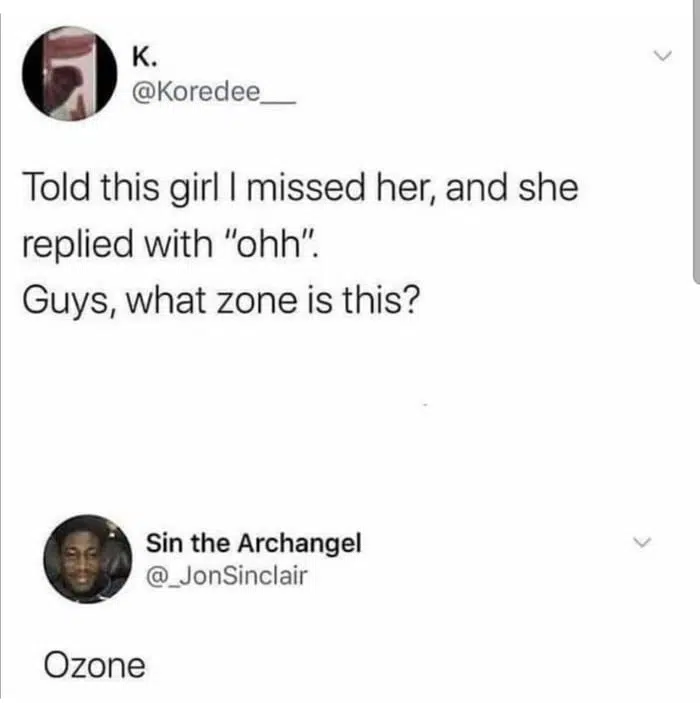 K.
@Koredee__
Told this girl I missed her, and she
replied with "ohh".
Guys, what zone is this?
Sin the Archangel
@_JonSinclair
Ozone